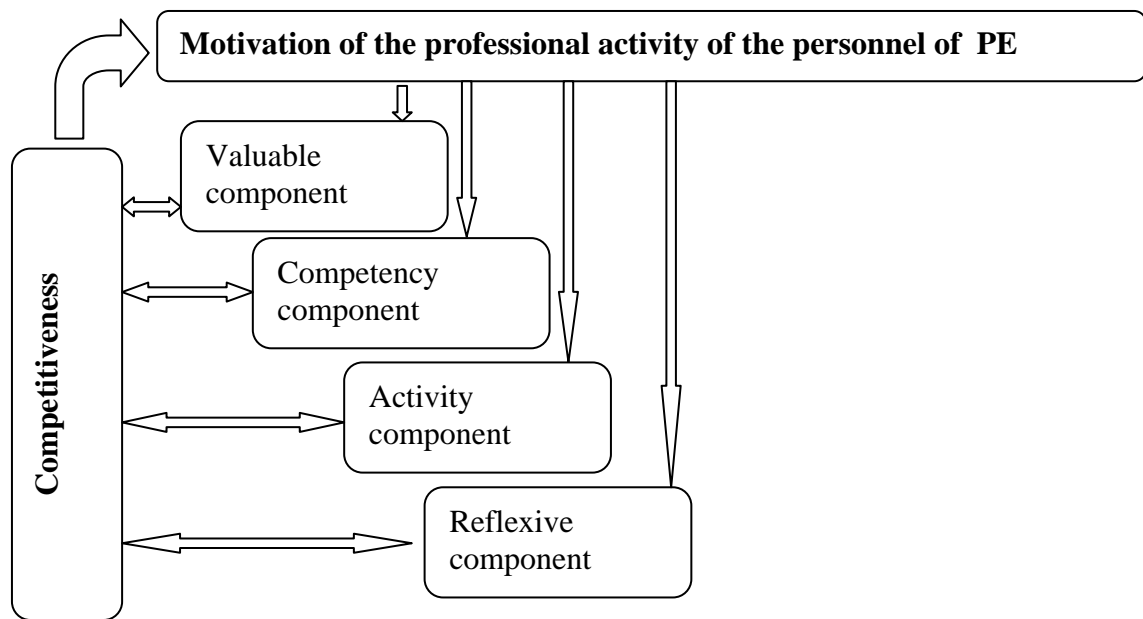 Motivation of the professional activity of the personnel of PE
Valuable
component
Competency
component
Activity
component
Reflexive
component
Competitiveness